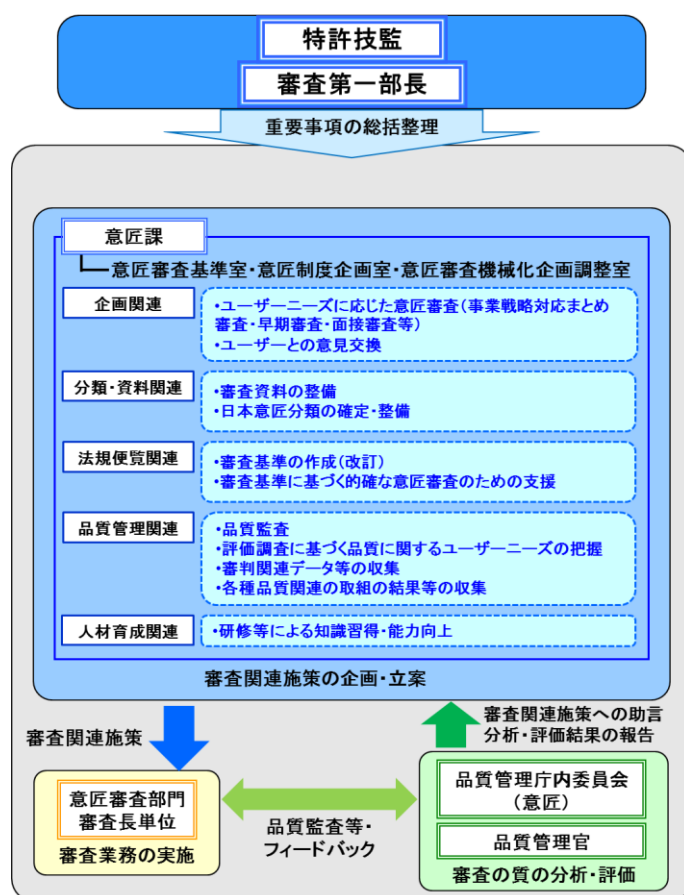 特許技監
審査第一部長
重要事項の総括整理
意匠課
意匠審査基準室・意匠制度企画室・意匠審査機械化企画調整室
企画関連
・ユーザーニーズに応じた意匠審査(事業戦略対応まとめ
審査・早期審査・面接審査等)
・ユーザーとの意見交換
分類・資料関連
・審査資料の整備
・日本意匠分類の確定・整備
法規便覧関連
・審査基準の作成(改訂)
・審査基準に基づく的確な意匠審査のための支援
品質管理関連
・品質監査
・評価調査に基づく品質に関するユーザーニーズの把握
・審判関連データ等の収集
・各種品質関連の取組の結果等の収集
人材育成関連
・研修等による知識習得・能力向上
審査関連施策の企画・立案
審査関連施策
審査関連施策への助言
分析・評価結果の報告
意匠審査部門
審査長単位
審査業務の実施
品質監査等・
フィードバック
品質管理庁内委員会
(意匠)
品質管理官
審査の質の分析・評価